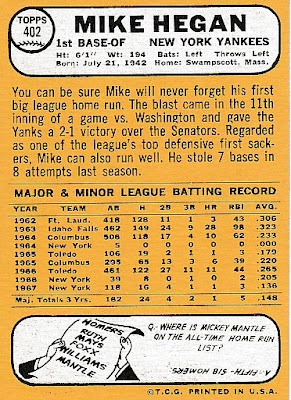 TOPPS
402
MIKE HEGAN
1st BASE-OF NEW YORK YANKEES
Ht: 6'1" Wt: 194 Bats: Left Throws Left
Born: July 21, 1942 Home: Swampscott, Mass.
You can be sure Mike will never forget his first
big league home run. The blast came in the 11th
inning of a game vs. Washington and gave the
Yanks a 2-1 victory over the Senators. Regarded
as one of the league's top defensive first sack-
ers, Mike can also run well. He stole 7 bases in
8 attempts last season.
MAJOR & MINOR LEAGUE BATTING RECORD
YEAR TEAM AB H 2B 3B HR RBI AVG.
1962 Ft. Laud. 418 128 11 1 3 43 .306
1963 Idaho Falls 462 149 24 9 28 98 .323
1964 Columbus 506 118 17 4 10 62 .233
1964 New York 5 0 0 0 0 0 .000
1965 Toledo 106 19 2 1 3 .179
1965 Columbus 295 65 13 3 6 39 .220
1966 Toledo 461 122 27 11 11 44 .265
1966 New York 39 8 0 1 0 2 .205
1967 New York 118 16 4 1 1 3 .136
Maj. Totals 3 Yrs. 162 24 4 2 1 5 .148
HOMERS
RUTH
MAYS
FOXX
WILLIAMS
MANTLE
Q.-WHERE IS MICKEY MANTLE
ON THE ALL-TIME HOME RUN
LIST?
A.-FIFTH - 518 HOMERS.
©T.C.G. PRINTED IN U.S.A.